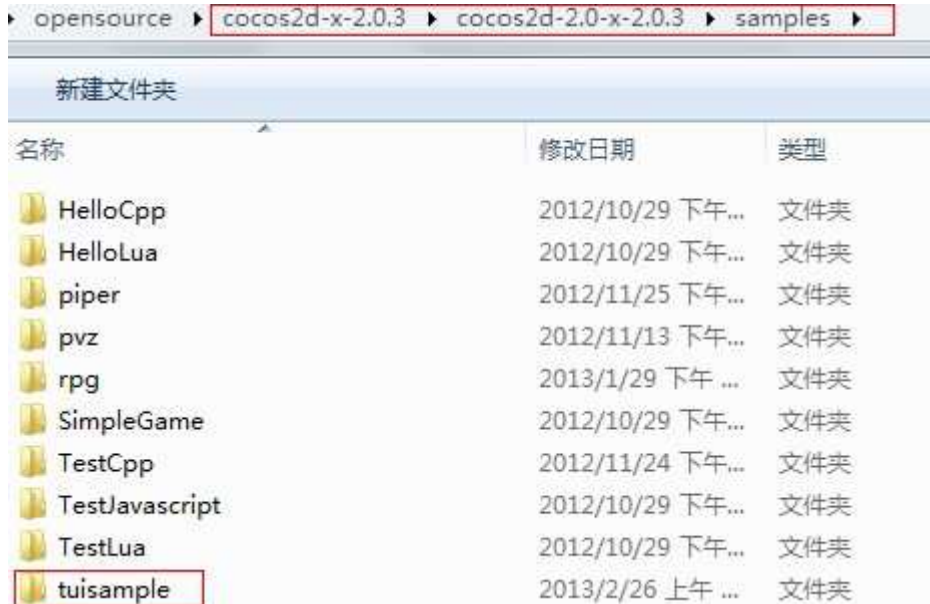 opensource ▸ cocos2d-x-2.0.3 ▸ cocos2d-2.0-x-2.0.3 ▸ samples ▸
新建文件夹
名称 修改日期 类型
HelloCpp 2012/10/29 下午... 文件夹
HelloLua 2012/10/29 下午... 文件夹
piper 2012/11/25 下午... 文件夹
pvz 2012/11/13 下午... 文件夹
rpg 2013/1/29 下午 ... 文件夹
SimpleGame 2012/10/29 下午... 文件夹
TestCpp 2012/11/24 下午... 文件夹
TestJavascript 2012/10/29 下午... 文件夹
TestLua 2012/10/29 下午... 文件夹
tuisample 2013/2/26 上午 ... 文件夹